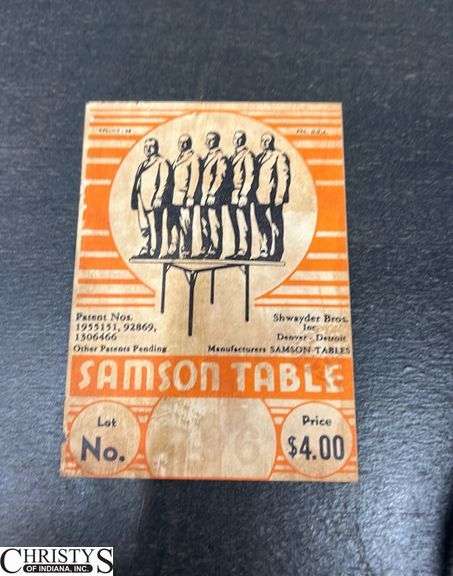 Patent Nos.
1955151, 92869,
1306466
Other Patents Pending
Shwayder Bros.
Inc.
Denver - Detroit
Manufacturers SAMSON-TABLES
SAMSON TABLE
Lot
No.
Price
$4.00
CHRISTYS
OF INDIANA, INC.